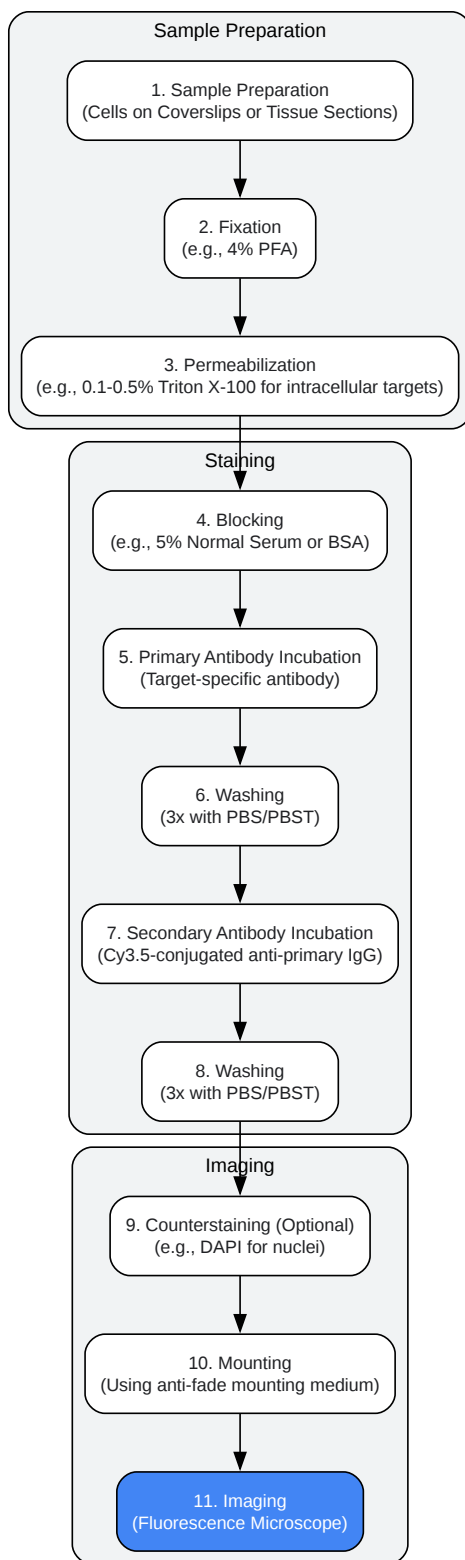 Sample Preparation
1. Sample Preparation
(Cells on Coverslips or Tissue Sections)
2. Fixation
(e.g., 4% PFA)
3. Permeabilization
(e.g., 0.1-0.5% Triton X-100 for intracellular targets)
Staining
4. Blocking
(e.g., 5% Normal Serum or BSA)
5. Primary Antibody Incubation
(Target-specific antibody)
6. Washing
(3x with PBS/PBST)
7. Secondary Antibody Incubation
(Cy3.5-conjugated anti-primary IgG)
8. Washing
(3x with PBS/PBST)
Imaging
9. Counterstaining (Optional)
(e.g., DAPI for nuclei)
10. Mounting
(Using anti-fade mounting medium)
11. Imaging
(Fluorescence Microscope)